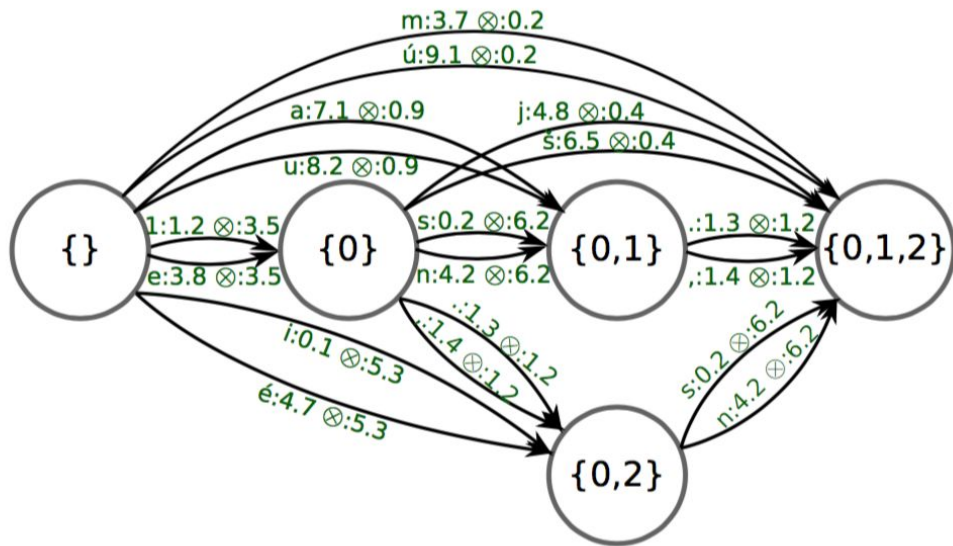 m:3.7 ⊗:0.2
ú:9.1 ⊗:0.2
a:7.1 ⊗:0.9
j:4.8 ⊗:0.4
š:6.5 ⊗:0.4
u:8.2 ⊗:0.9
1:1.2 ⊗:3.5
s:0.2 ⊗:6.2
.:1.3 ⊗:1.2
{}
{0}
{0,1}
{0,1,2}
e:3.8 ⊗:3.5
n:4.2 ⊗:6.2
,:1.4 ⊗:1.2
.:1.3 ⊗:1.2
,:1.4 ⊗:1.2
i:0.1 ⊗:5.3
s:0.2 ⊗:6.2
n:4.2 ⊗:6.2
é:4.7 ⊗:5.3
{0,2}